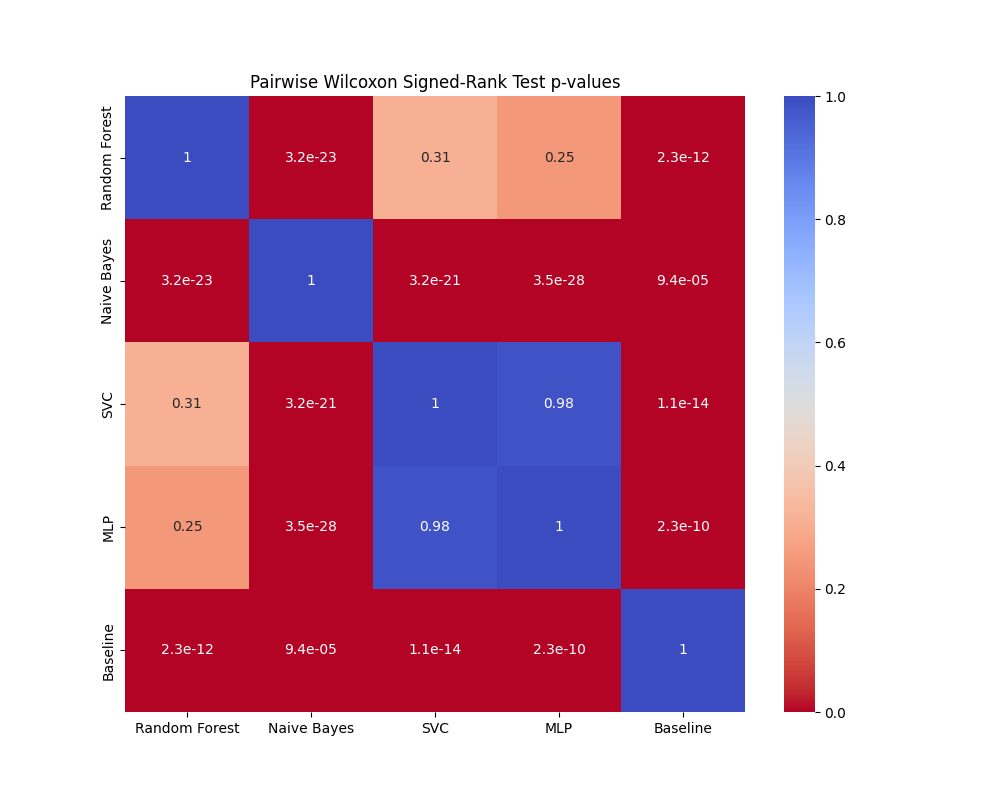 Pairwise Wilcoxon Signed-Rank Test p-values
Random Forest 1 3.2e-23 0.31 0.25 2.3e-12
Naive Bayes 3.2e-23 1 3.2e-21 3.5e-28 9.4e-05
SVC 0.31 3.2e-21 1 0.98 1.1e-14
MLP 0.25 3.5e-28 0.98 1 2.3e-10
Baseline 2.3e-12 9.4e-05 1.1e-14 2.3e-10 1
Random Forest Naive Bayes SVC MLP Baseline
1.0
0.8
0.6
0.4
0.2
0.0